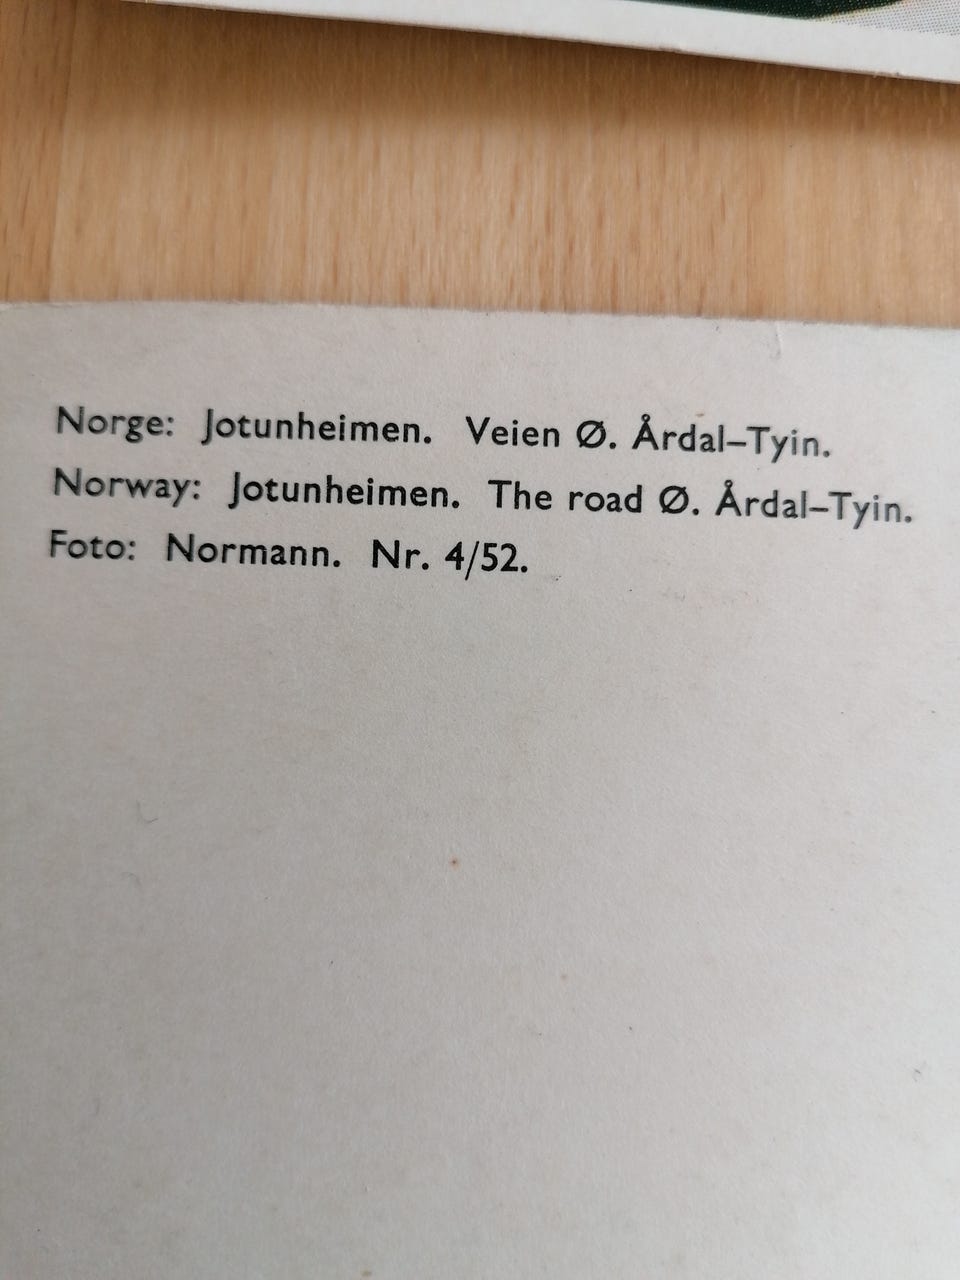 Norge: Jotunheimen. Veien Ø. Årdal–Tyin.
Norway: Jotunheimen. The road Ø. Årdal–Tyin.
Foto: Normann. Nr. 4/52.